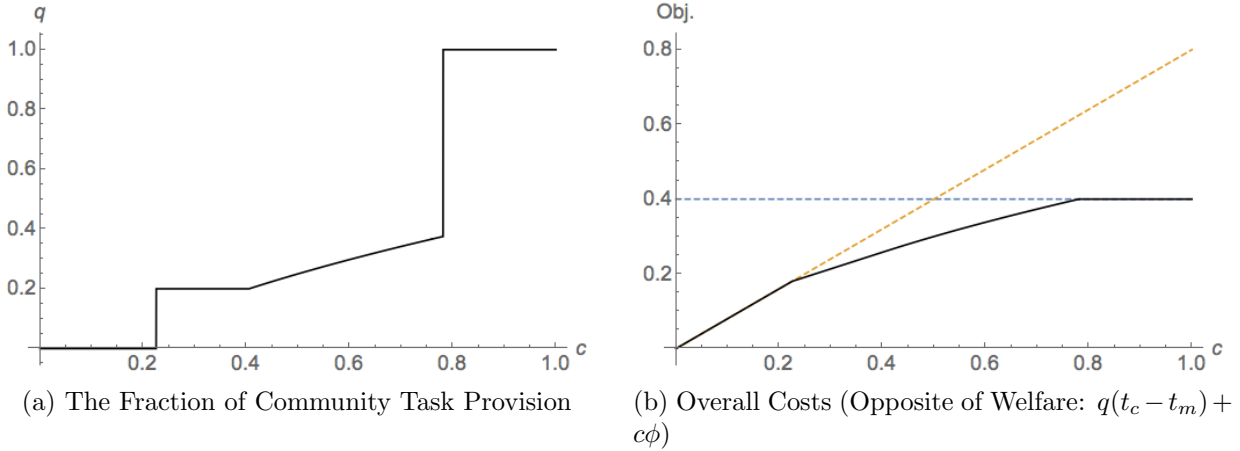 q
1.0
0.8
0.6
0.4
0.2
0.2
0.4
0.6
0.8
1.0
c
(a) The Fraction of Community Task Provision
Obj.
0.8
0.6
0.4
0.2
0.2
0.4
0.6
0.8
1.0
c
(b) Overall Costs (Opposite of Welfare: q(t_c − t_m) +
cϕ)